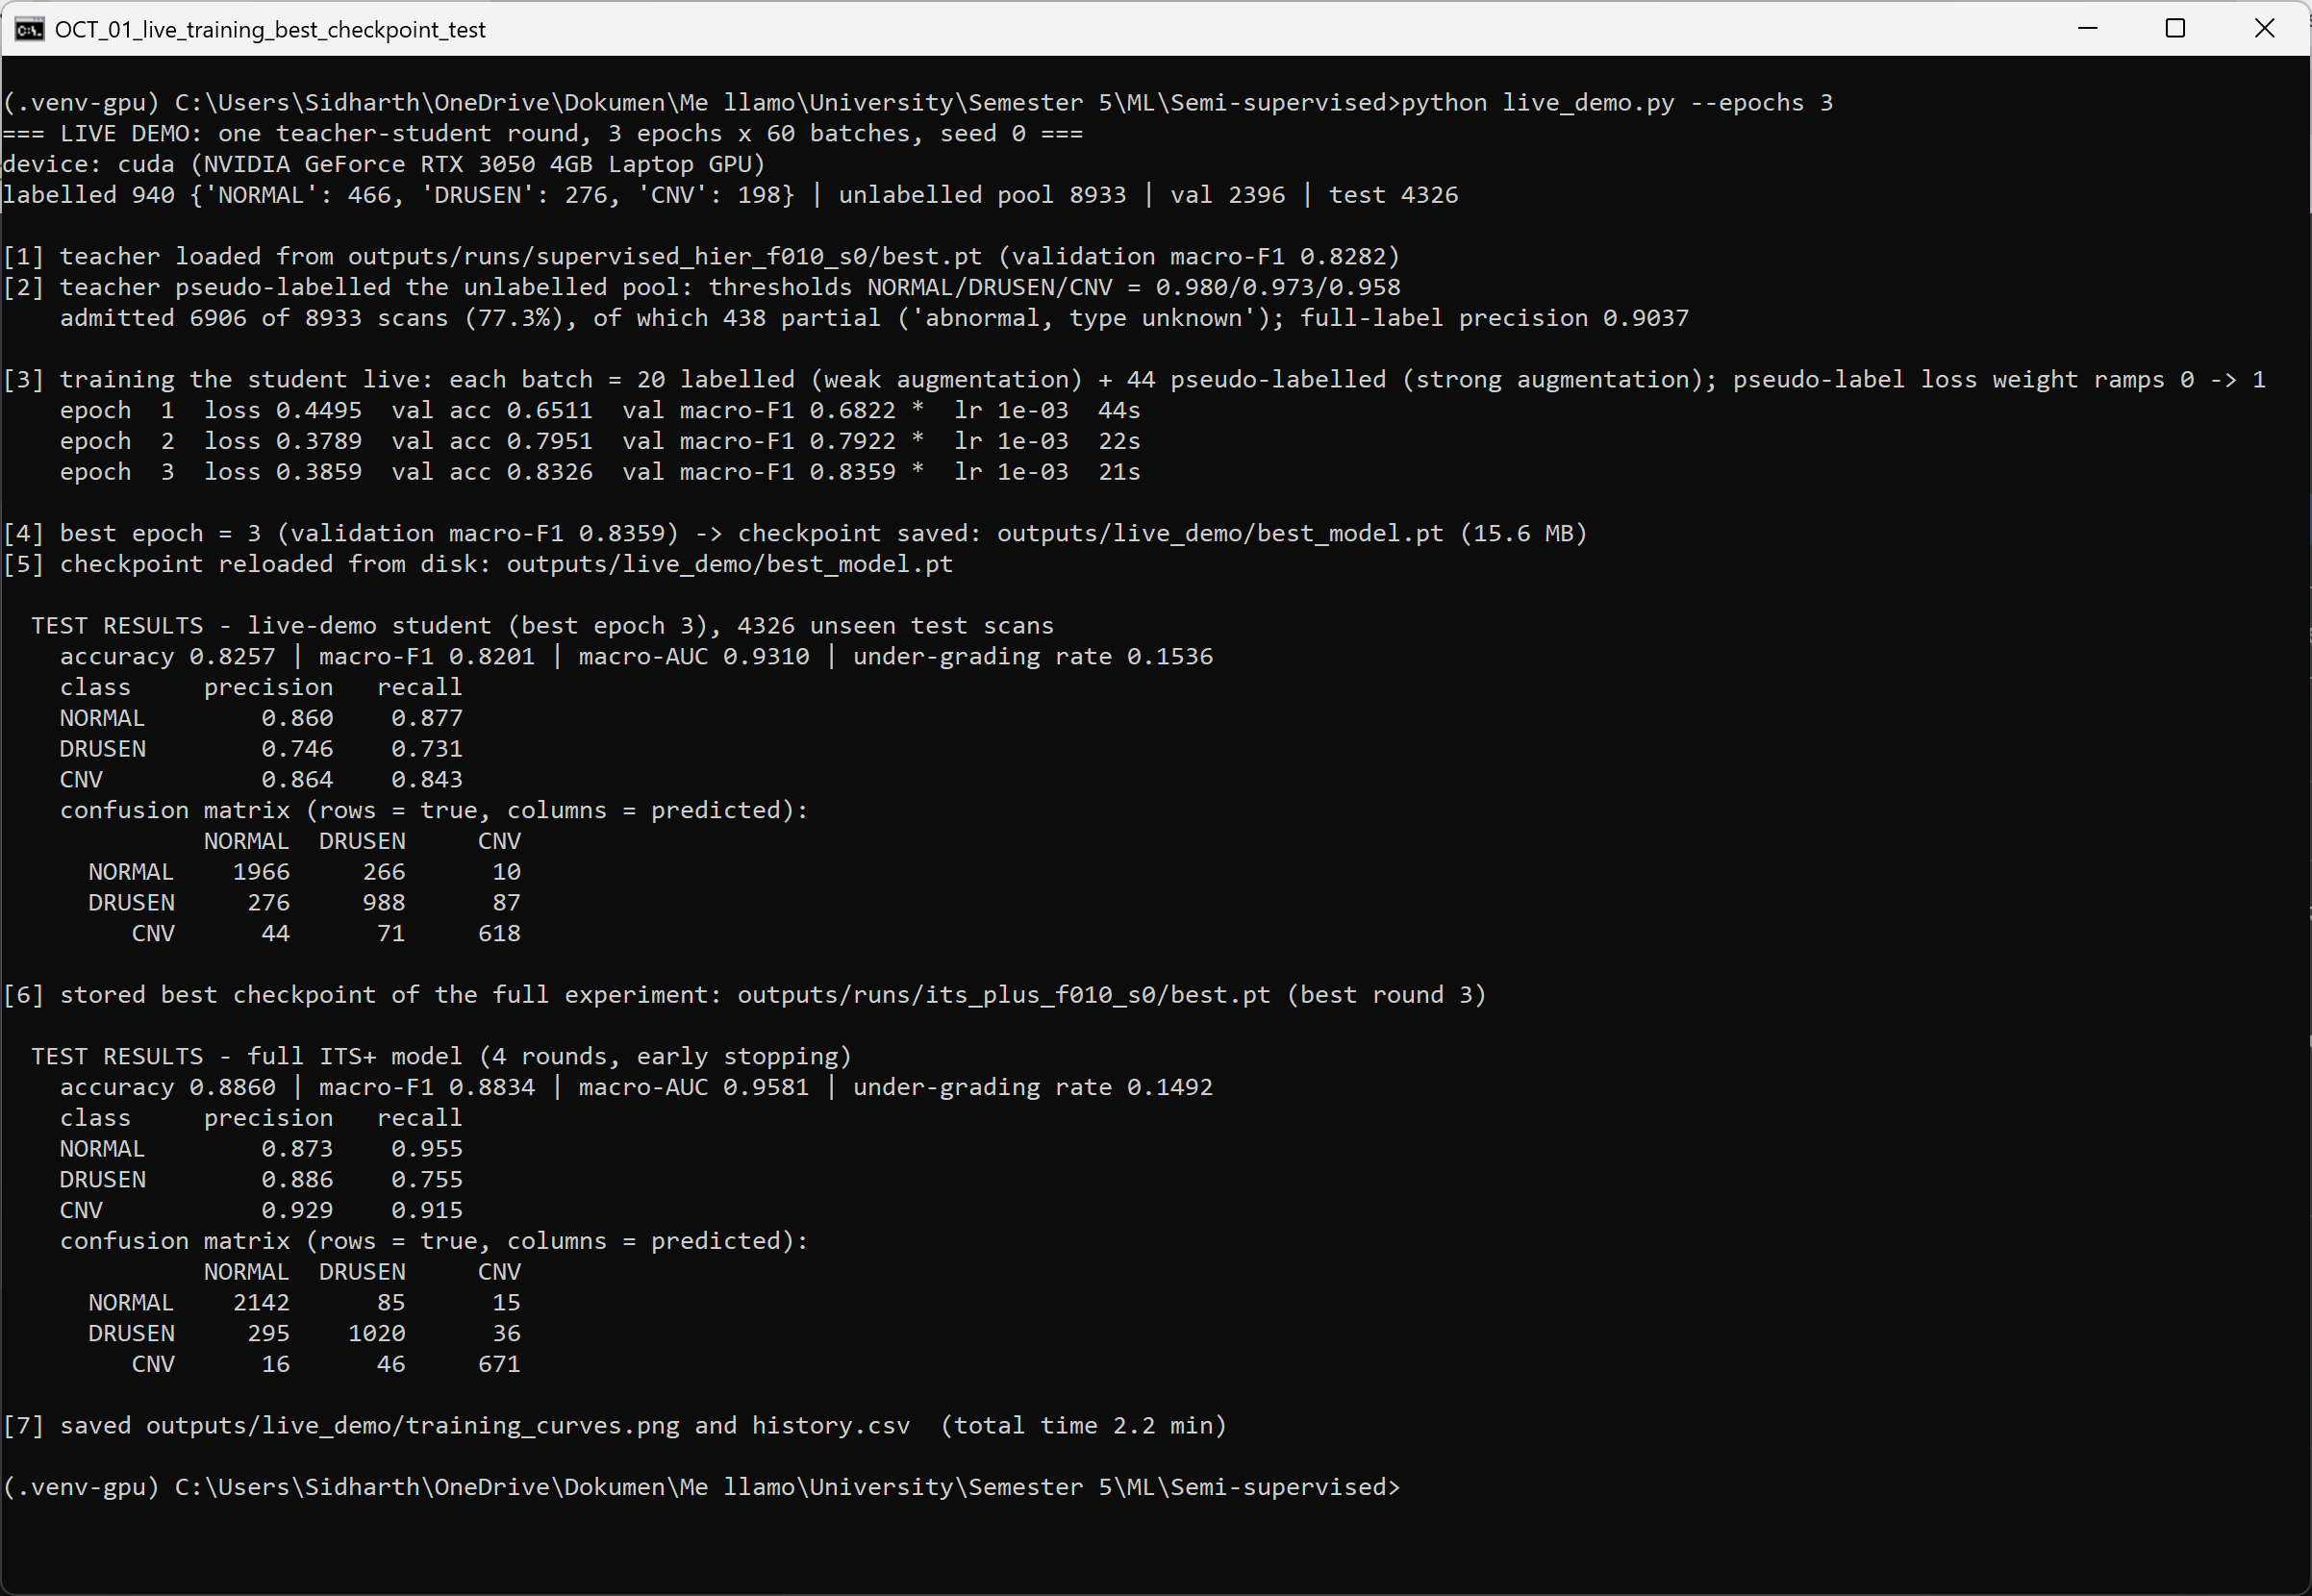 OCT_01_live_training_best_checkpoint_test
(.venv-gpu) C:\Users\Sidharth\OneDrive\Dokumen\Me llamo\University\Semester 5\ML\Semi-supervised>python live_demo.py --epochs 3
=== LIVE DEMO: one teacher-student round, 3 epochs x 60 batches, seed 0 ===
device: cuda (NVIDIA GeForce RTX 3050 4GB Laptop GPU)
labelled 940 {'NORMAL': 466, 'DRUSEN': 276, 'CNV': 198} | unlabelled pool 8933 | val 2396 | test 4326
[1] teacher loaded from outputs/runs/supervised_hier_f010_s0/best.pt (validation macro-F1 0.8282)
[2] teacher pseudo-labelled the unlabelled pool: thresholds NORMAL/DRUSEN/CNV = 0.980/0.973/0.958
    admitted 6906 of 8933 scans (77.3%), of which 438 partial ('abnormal, type unknown'); full-label precision 0.9037
[3] training the student live: each batch = 20 labelled (weak augmentation) + 44 pseudo-labelled (strong augmentation); pseudo-label loss weight ramps 0 -> 1
    epoch  1  loss 0.4495  val acc 0.6511  val macro-F1 0.6822 *  lr 1e-03  44s
    epoch  2  loss 0.3789  val acc 0.7951  val macro-F1 0.7922 *  lr 1e-03  22s
    epoch  3  loss 0.3859  val acc 0.8326  val macro-F1 0.8359 *  lr 1e-03  21s
[4] best epoch = 3 (validation macro-F1 0.8359) -> checkpoint saved: outputs/live_demo/best_model.pt (15.6 MB)
[5] checkpoint reloaded from disk: outputs/live_demo/best_model.pt
  TEST RESULTS - live-demo student (best epoch 3), 4326 unseen test scans
    accuracy 0.8257 | macro-F1 0.8201 | macro-AUC 0.9310 | under-grading rate 0.1536
    class     precision   recall
    NORMAL        0.860    0.877
    DRUSEN        0.746    0.731
    CNV           0.864    0.843
    confusion matrix (rows = true, columns = predicted):
              NORMAL  DRUSEN     CNV
      NORMAL    1966     266      10
      DRUSEN     276     988      87
         CNV      44      71     618
[6] stored best checkpoint of the full experiment: outputs/runs/its_plus_f010_s0/best.pt (best round 3)
  TEST RESULTS - full ITS+ model (4 rounds, early stopping)
    accuracy 0.8860 | macro-F1 0.8834 | macro-AUC 0.9581 | under-grading rate 0.1492
    class     precision   recall
    NORMAL        0.873    0.955
    DRUSEN        0.886    0.755
    CNV           0.929    0.915
    confusion matrix (rows = true, columns = predicted):
              NORMAL  DRUSEN     CNV
      NORMAL    2142      85      15
      DRUSEN     295    1020      36
         CNV      16      46     671
[7] saved outputs/live_demo/training_curves.png and history.csv  (total time 2.2 min)
(.venv-gpu) C:\Users\Sidharth\OneDrive\Dokumen\Me llamo\University\Semester 5\ML\Semi-supervised>